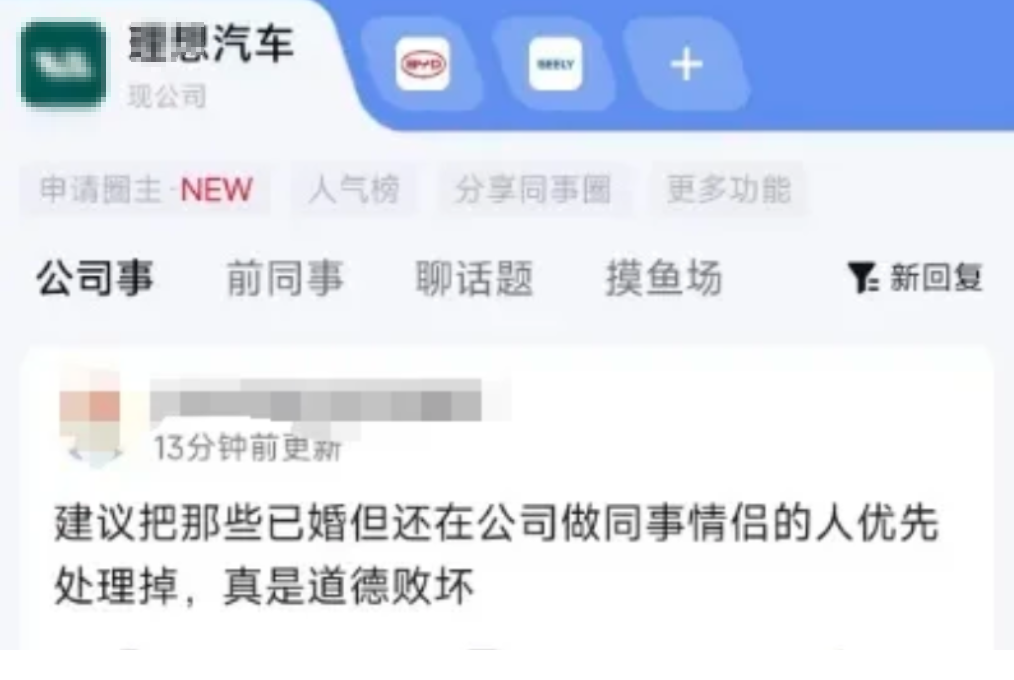 理想汽车
现公司
BYD
GEELY
申请圈主·NEW
人气榜
分享同事圈
更多功能
公司事
前同事
聊话题
摸鱼场
新回复
13分钟前更新
建议把那些已婚但还在公司做同事情侣的人优先
处理掉，真是道德败坏